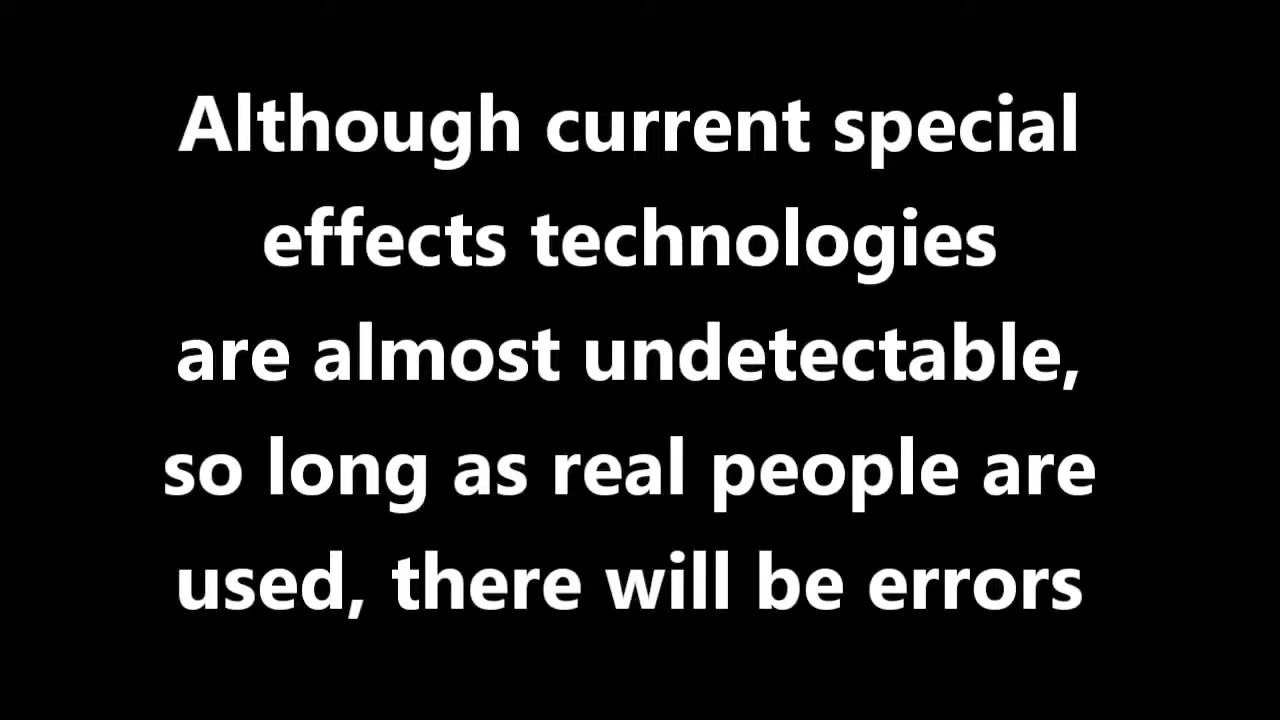 Although current special
effects technologies
are almost undetectable,
so long as real people are
used, there will be errors